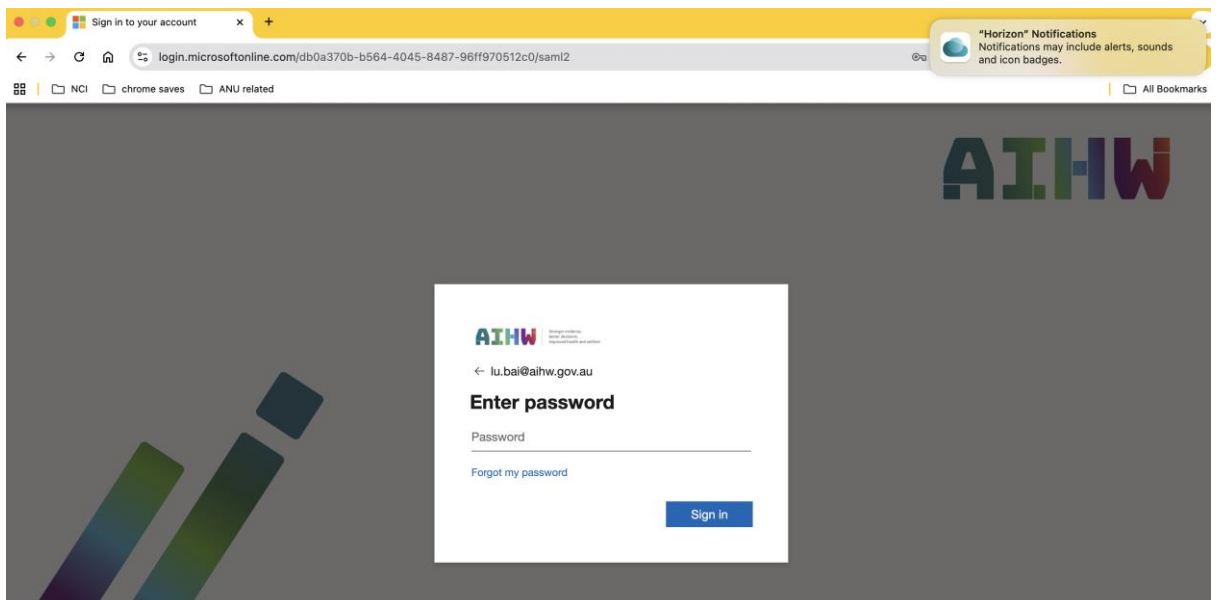 Sign in to your account
"Horizon" Notifications
Notifications may include alerts, sounds
and icon badges.
login.microsoftonline.com/db0a370b-b564-4045-8487-96ff970512c0/saml2
NCI
chrome saves
ANU related
All Bookmarks
AIHW
AIHW
lu.bai@aihw.gov.au
Enter password
Password
Forgot my password
Sign in